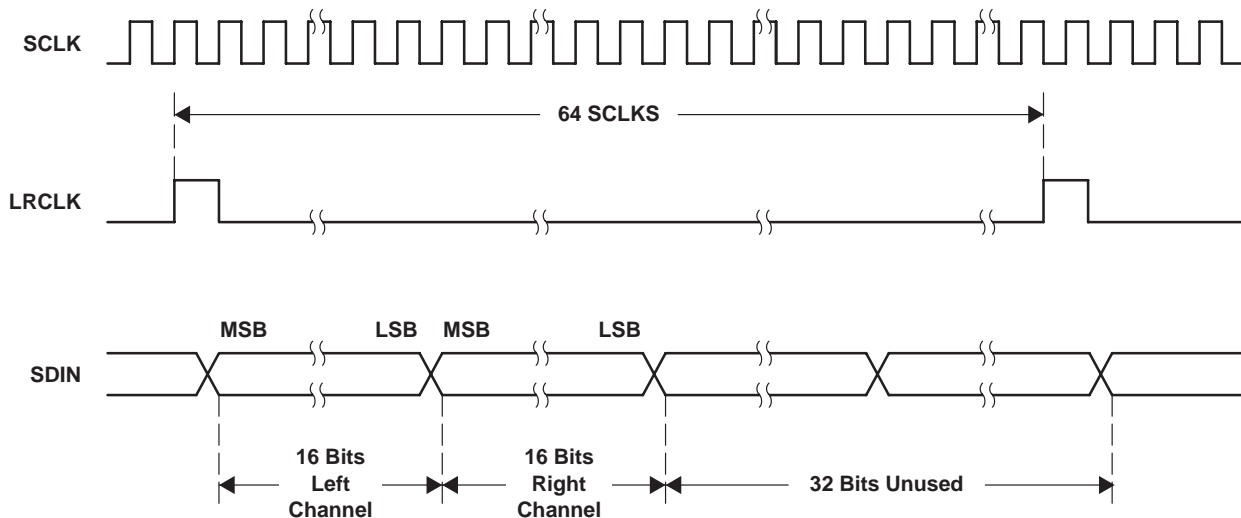 SCLK
64 SCLKS
LRCLK
MSB LSB MSB LSB
SDIN
16 Bits
Left
Channel
16 Bits
Right
Channel
32 Bits Unused